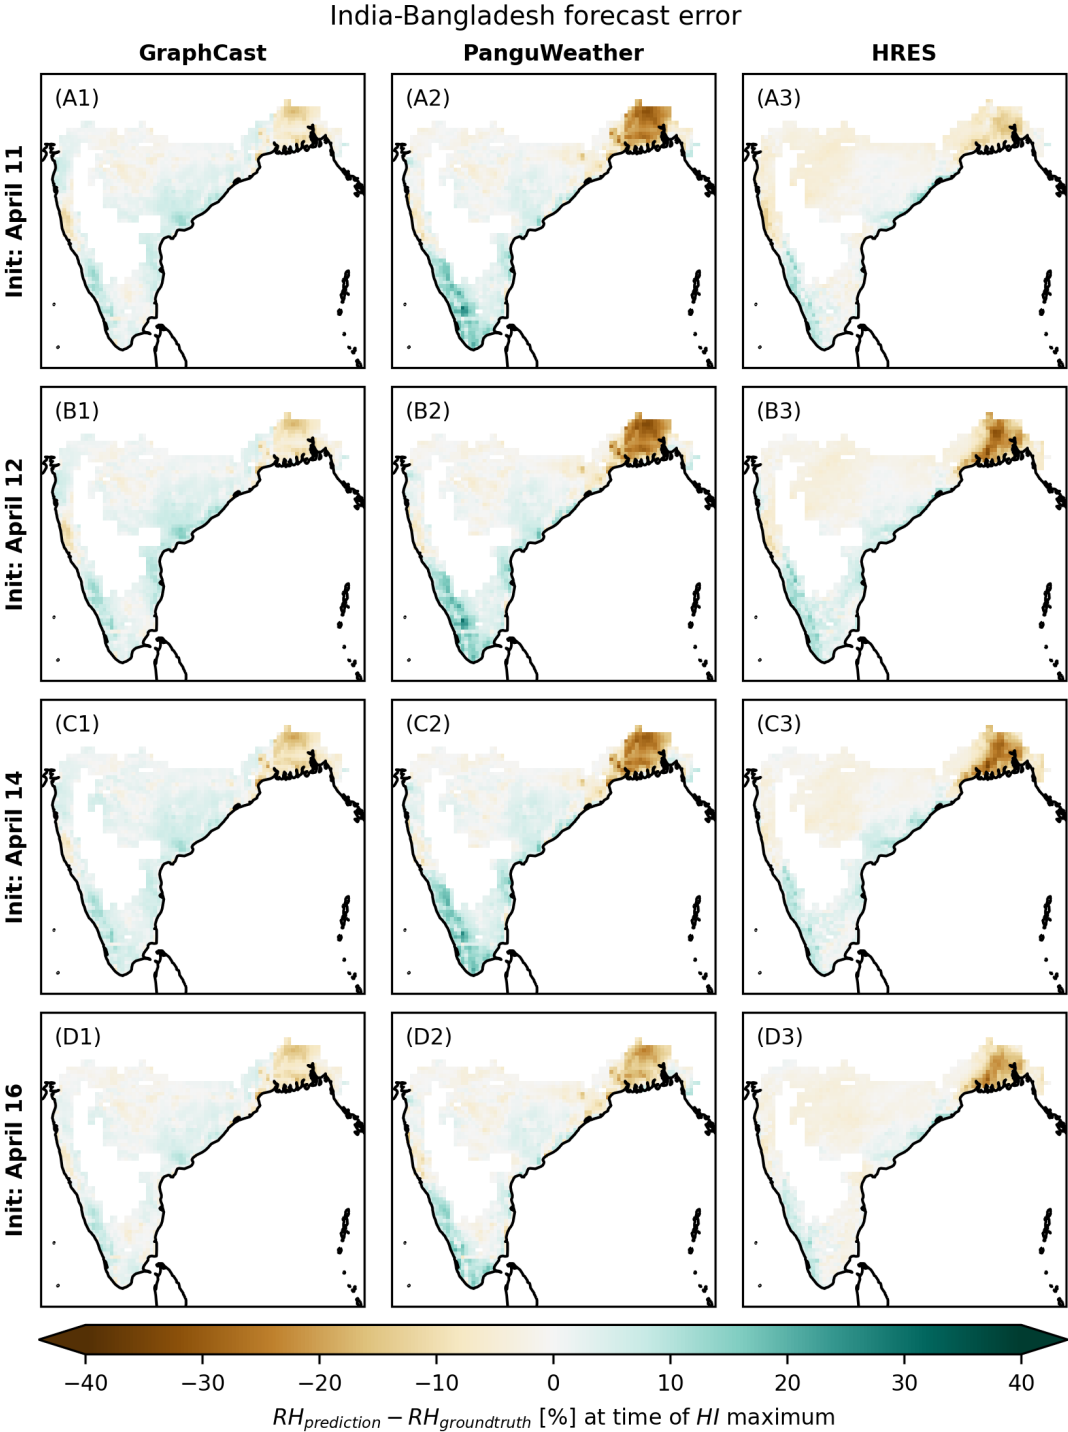 India-Bangladesh forecast error
GraphCast PanguWeather HRES
Init: April 11
(A1) (A2) (A3)
Init: April 12
(B1) (B2) (B3)
Init: April 14
(C1) (C2) (C3)
Init: April 16
(D1) (D2) (D3)
−40 −30 −20 −10 0 10 20 30 40
RH_prediction − RH_groundtruth [%] at time of HI maximum